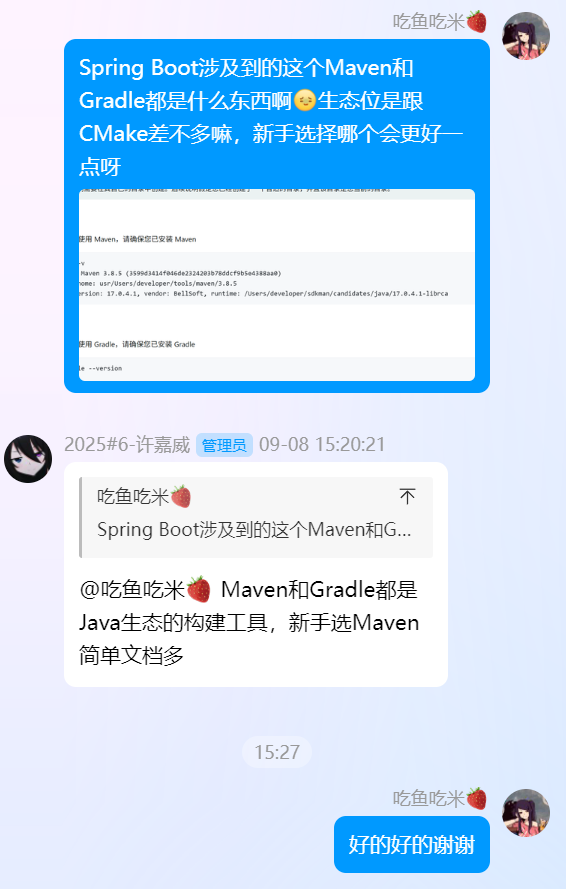 吃鱼吃米🍓
Spring Boot涉及到的这个Maven和
Gradle都是什么东西啊😔生态位是跟
CMake差不多嘛，新手选择哪个会更好一
点呀
使用 Maven，请确保您已安装 Maven
-v
Maven 3.8.5 (3599d3414f046de2324203b78ddcf9b5e4388aa0)
home: usr/Users/developer/tools/maven/3.8.5
ersion: 17.0.4.1, vendor: BellSoft, runtime: /Users/developer/sdkman/candidates/java/17.0.4.1-librca
使用 Gradle，请确保您已安装 Gradle
le --version
2025#6-许嘉威 管理员 09-08 15:20:21
吃鱼吃米🍓
Spring Boot涉及到的这个Maven和G...
@吃鱼吃米🍓 Maven和Gradle都是
Java生态的构建工具，新手选Maven
简单文档多
15:27
吃鱼吃米🍓
好的好的谢谢